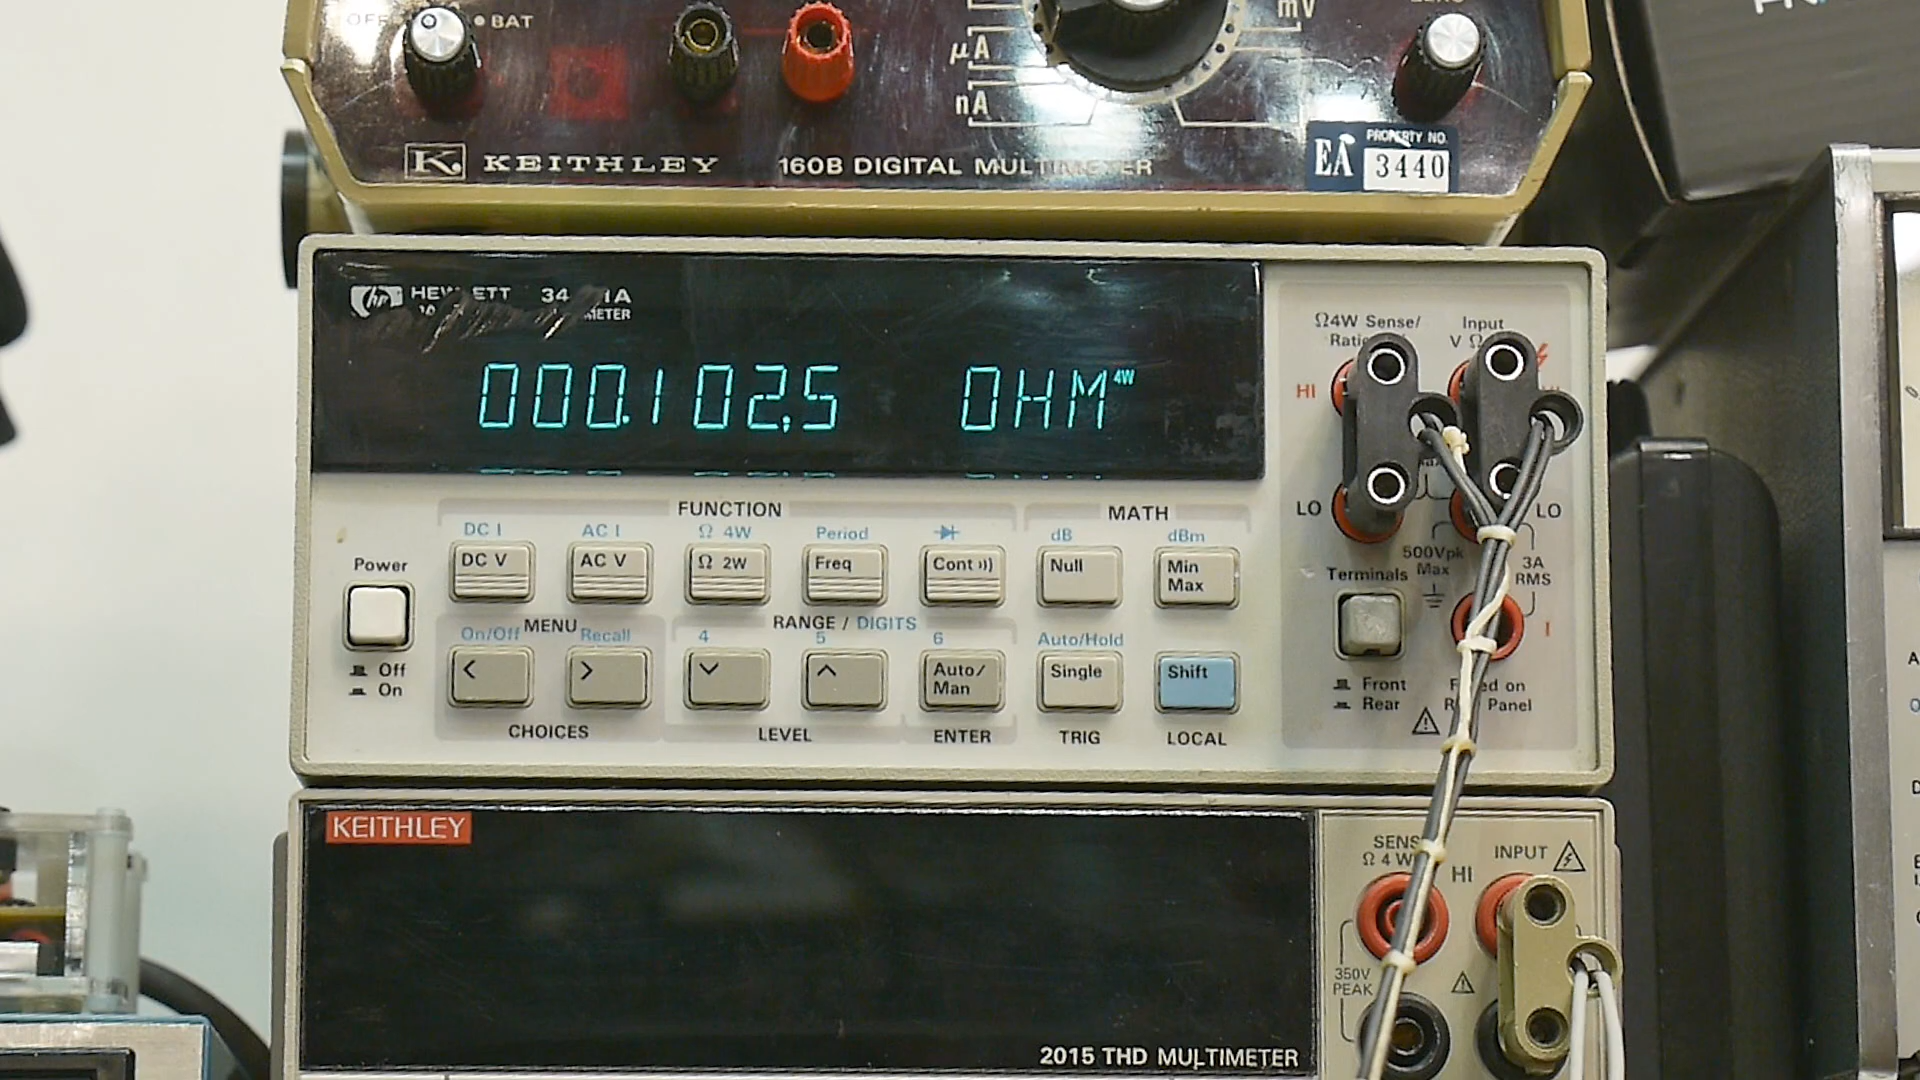 OFF
BAT
µA
nA
mV
KEITHLEY
160B DIGITAL MULTIMETER
PROPERTY NO.
EA
3440
hp
34 1A
METER
000.102,5 OHM
4W
Ω4W Sense/
Input
V Ω
HI
LO
LO
500Vpk
Max
3A
RMS
I
Terminals
Front
Rear
on
Panel
Power
Off
On
FUNCTION
MATH
DC I
AC I
Ω 4W
Period
dB
dBm
DC V
AC V
Ω 2W
Freq
Cont
Null
Min
Max
MENU
RANGE / DIGITS
On/Off
Recall
4
5
6
Auto/Hold
<
>
Auto/
Man
Single
Shift
CHOICES
LEVEL
ENTER
TRIG
LOCAL
KEITHLEY
Ω 4W
HI
INPUT
350V
PEAK
2015 THD MULTIMETER